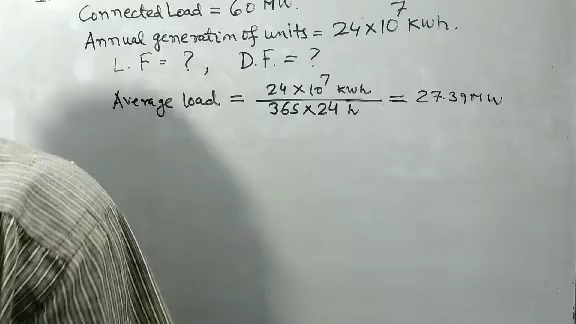 Connected Load = 60 MW.
Annual generation of units = 24×10⁷ kWh.
L.F = ?, D.F. = ?
Average load = 24×10⁷ kWh / 365×24 h = 27.39 MW